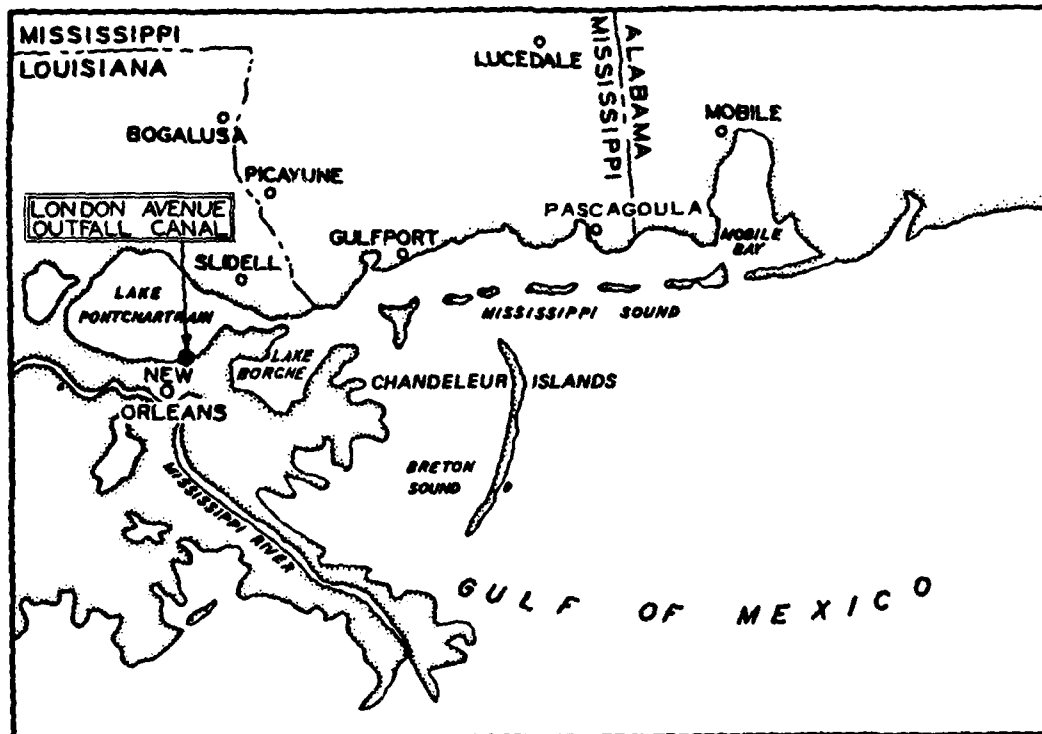 MISSISSIPPI
LOUISIANA
LUCEDALE
ALABAMA
MISSISSIPPI
MOBILE
BOGALUSA
PICAYUNE
LONDON AVENUE
OUTFALL CANAL
PASCAGOULA
GULFPORT
MOBILE
BAY
SLIDELL
LAKE
PONTCHARTRAIN
MISSISSIPPI SOUND
LAKE
BORGHE
NEW
ORLEANS
CHANDELEUR ISLANDS
BRETON
SOUND
MISSISSIPPI RIVER
GULF OF MEXICO